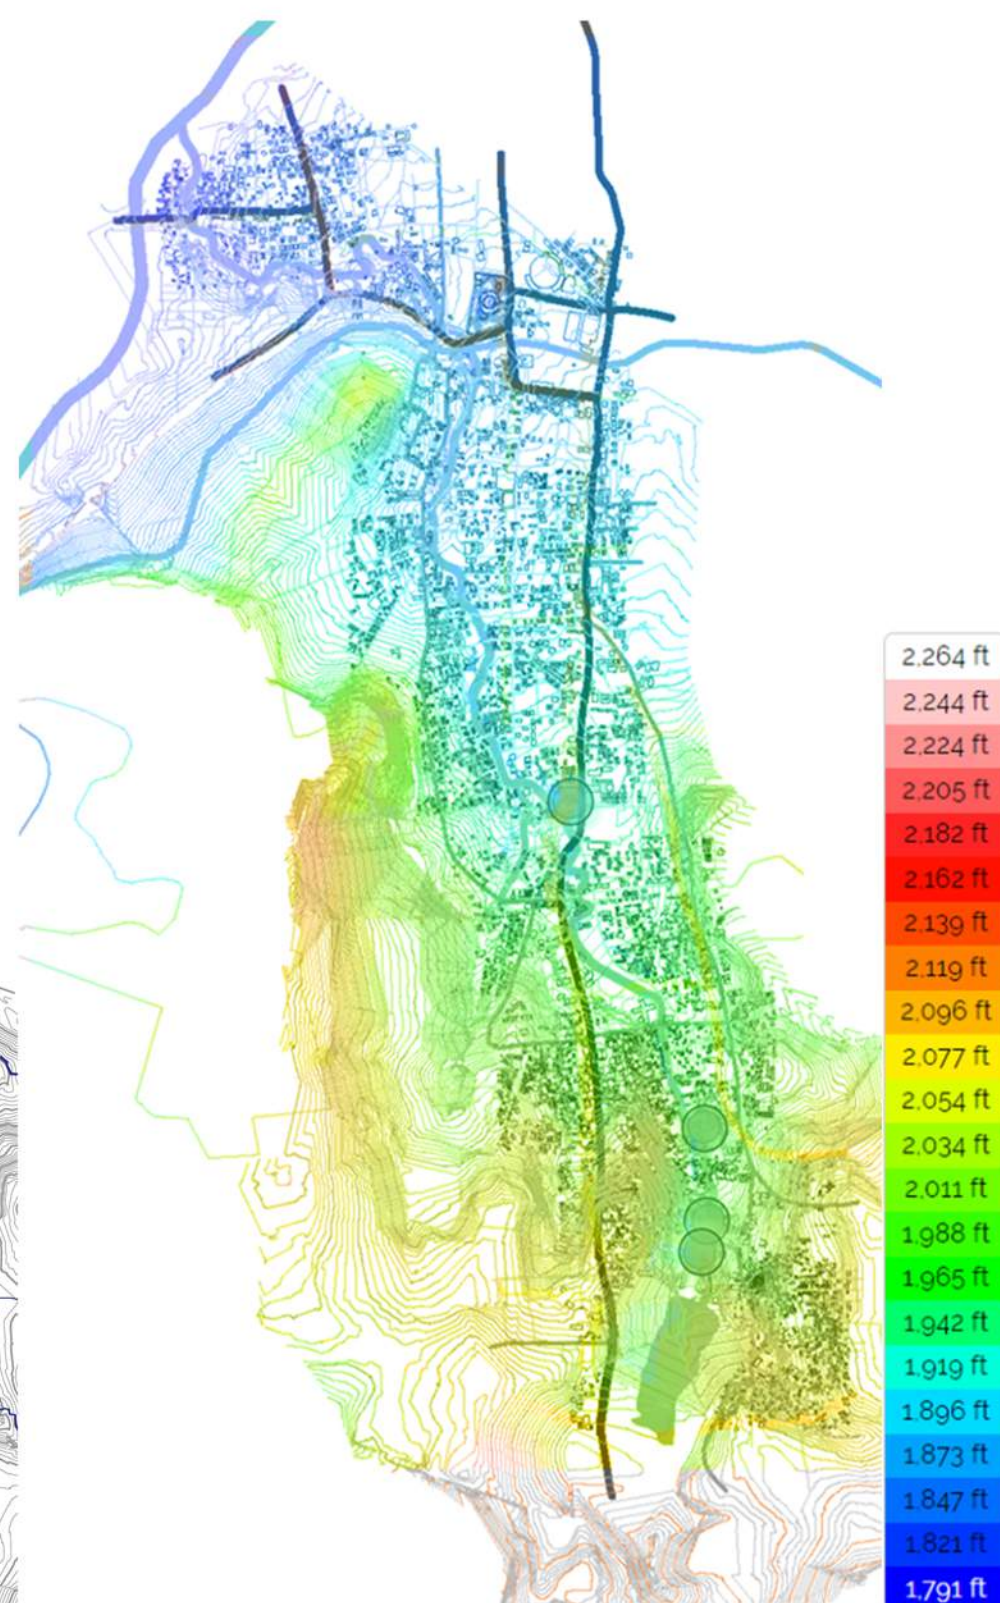 2,264 ft
2,244 ft
2,224 ft
2,205 ft
2,182 ft
2,162 ft
2,139 ft
2,119 ft
2,096 ft
2,077 ft
2,054 ft
2,034 ft
2,011 ft
1,988 ft
1,965 ft
1,942 ft
1,919 ft
1,896 ft
1,873 ft
1,847 ft
1,821 ft
1,791 ft